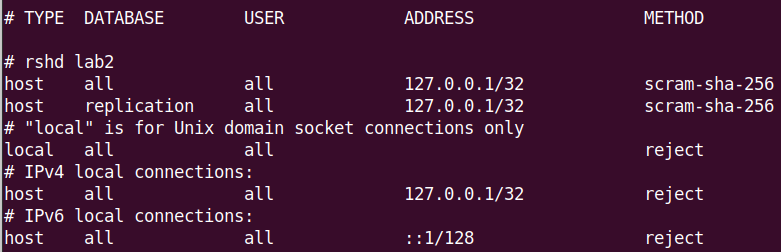 # TYPE  DATABASE        USER            ADDRESS                 METHOD
# rshd lab2
host    all             all             127.0.0.1/32            scram-sha-256
host    replication     all             127.0.0.1/32            scram-sha-256
# "local" is for Unix domain socket connections only
local   all             all                                     reject
# IPv4 local connections:
host    all             all             127.0.0.1/32            reject
# IPv6 local connections:
host    all             all             ::1/128                 reject